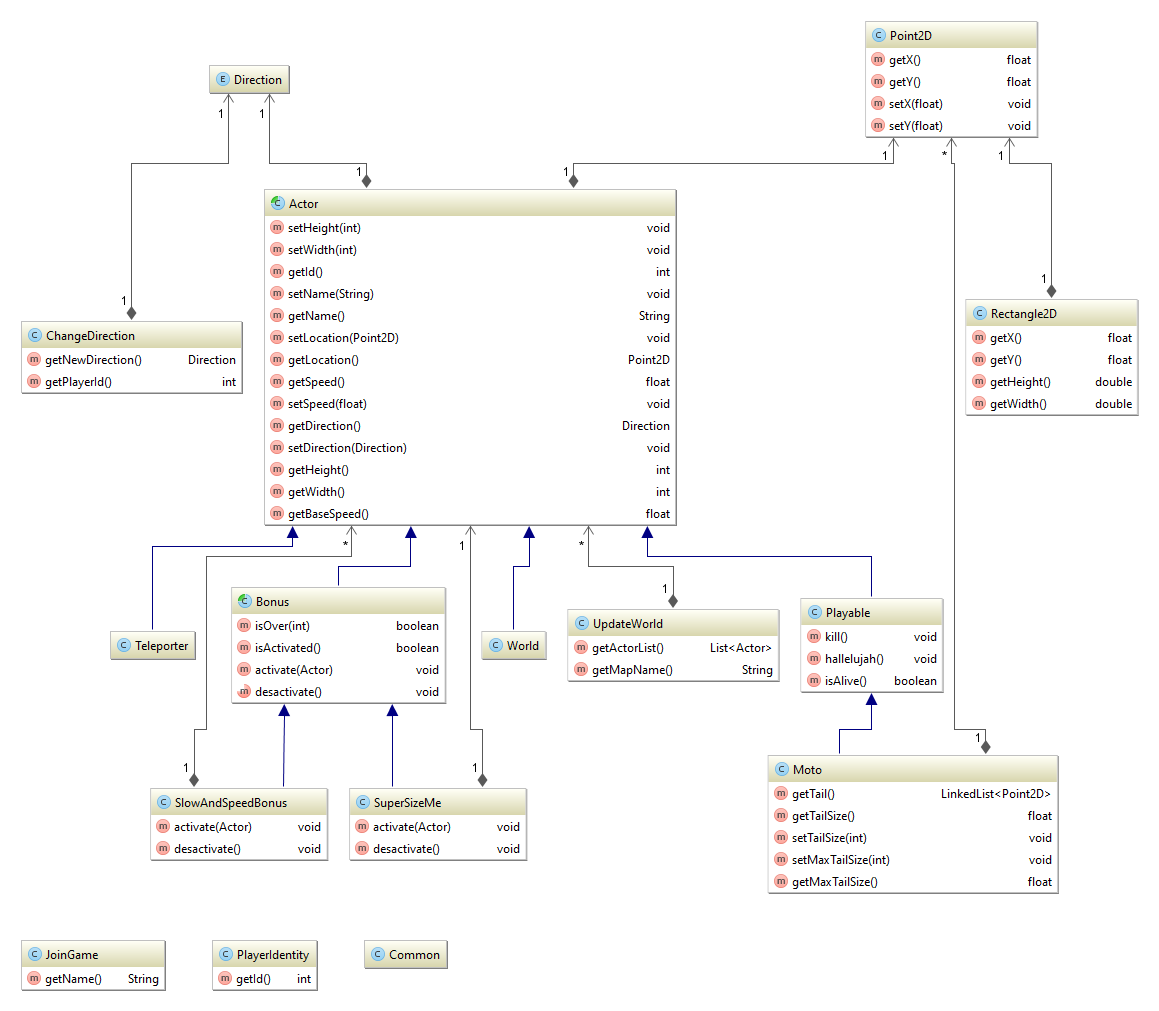 C Point2D
m getX() float
m getY() float
m setX(float) void
m setY(float) void
E Direction
1 1
1 * 1
1 1
C Actor
m setHeight(int) void
m setWidth(int) void
m getId() int
m setName(String) void
m getName() String
m setLocation(Point2D) void
m getLocation() Point2D
m getSpeed() float
m setSpeed(float) void
m getDirection() Direction
m setDirection(Direction) void
m getHeight() int
m getWidth() int
m getBaseSpeed() float
1
C ChangeDirection
m getNewDirection() Direction
m getPlayerId() int
1
C Rectangle2D
m getX() float
m getY() float
m getHeight() double
m getWidth() double
* 1 *
C Teleporter
C Bonus
m isOver(int) boolean
m isActivated() boolean
m activate(Actor) void
m desactivate() void
C World
1
C UpdateWorld
m getActorList() List<Actor>
m getMapName() String
C Playable
m kill() void
m hallelujah() void
m isAlive() boolean
1 1 1
C SlowAndSpeedBonus
m activate(Actor) void
m desactivate() void
C SuperSizeMe
m activate(Actor) void
m desactivate() void
C Moto
m getTail() LinkedList<Point2D>
m getTailSize() float
m setTailSize(int) void
m setMaxTailSize(int) void
m getMaxTailSize() float
C JoinGame
m getName() String
C PlayerIdentity
m getId() int
C Common